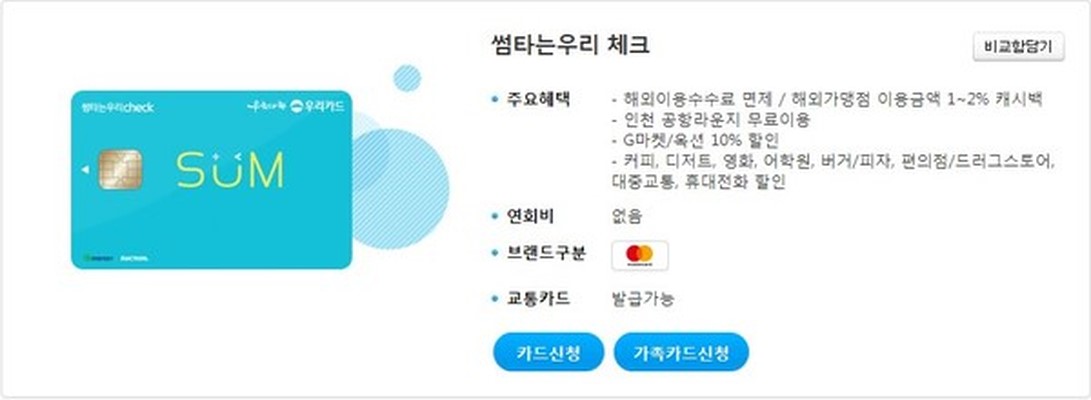 썸타는우리 체크
비교함담기
썸타는우리check
우리카드
SUM
주요혜택
- 해외이용수수료 면제 / 해외가맹점 이용금액 1~2% 캐시백
- 인천 공항라운지 무료이용
- G마켓/옥션 10% 할인
- 커피, 디저트, 영화, 어학원, 버거/피자, 편의점/드러그스토어,
대중교통, 휴대전화 할인
연회비 없음
브랜드구분
교통카드 발급가능
카드신청 가족카드신청